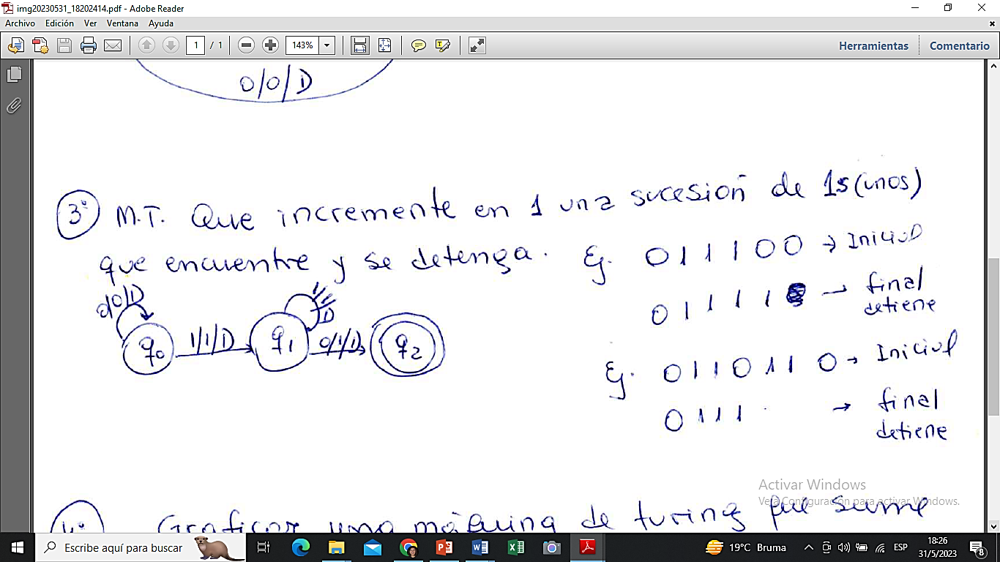 img20230531_18202414.pdf - Adobe Reader
Archivo Edición Ver Ventana Ayuda
1 / 1 143% Herramientas Comentario
0/0/D
3° M.T. Que incremente en 1 una sucesión de 1s (unos)
que encuentre y se detenga. Ej. 011100 → Inicial
01111 → final
detiene
0/0/D
1/1/D
q0 1/1/D q1 0/1/D q2
Ej. 0110110 → Inicial
0111 → final
detiene
Activar Windows
Ve a Configuración para activar Windows.
4° Graficar una máquina de turing que sume
Escribe aquí para buscar
19°C Bruma
ESP
18:26
31/5/2023
8